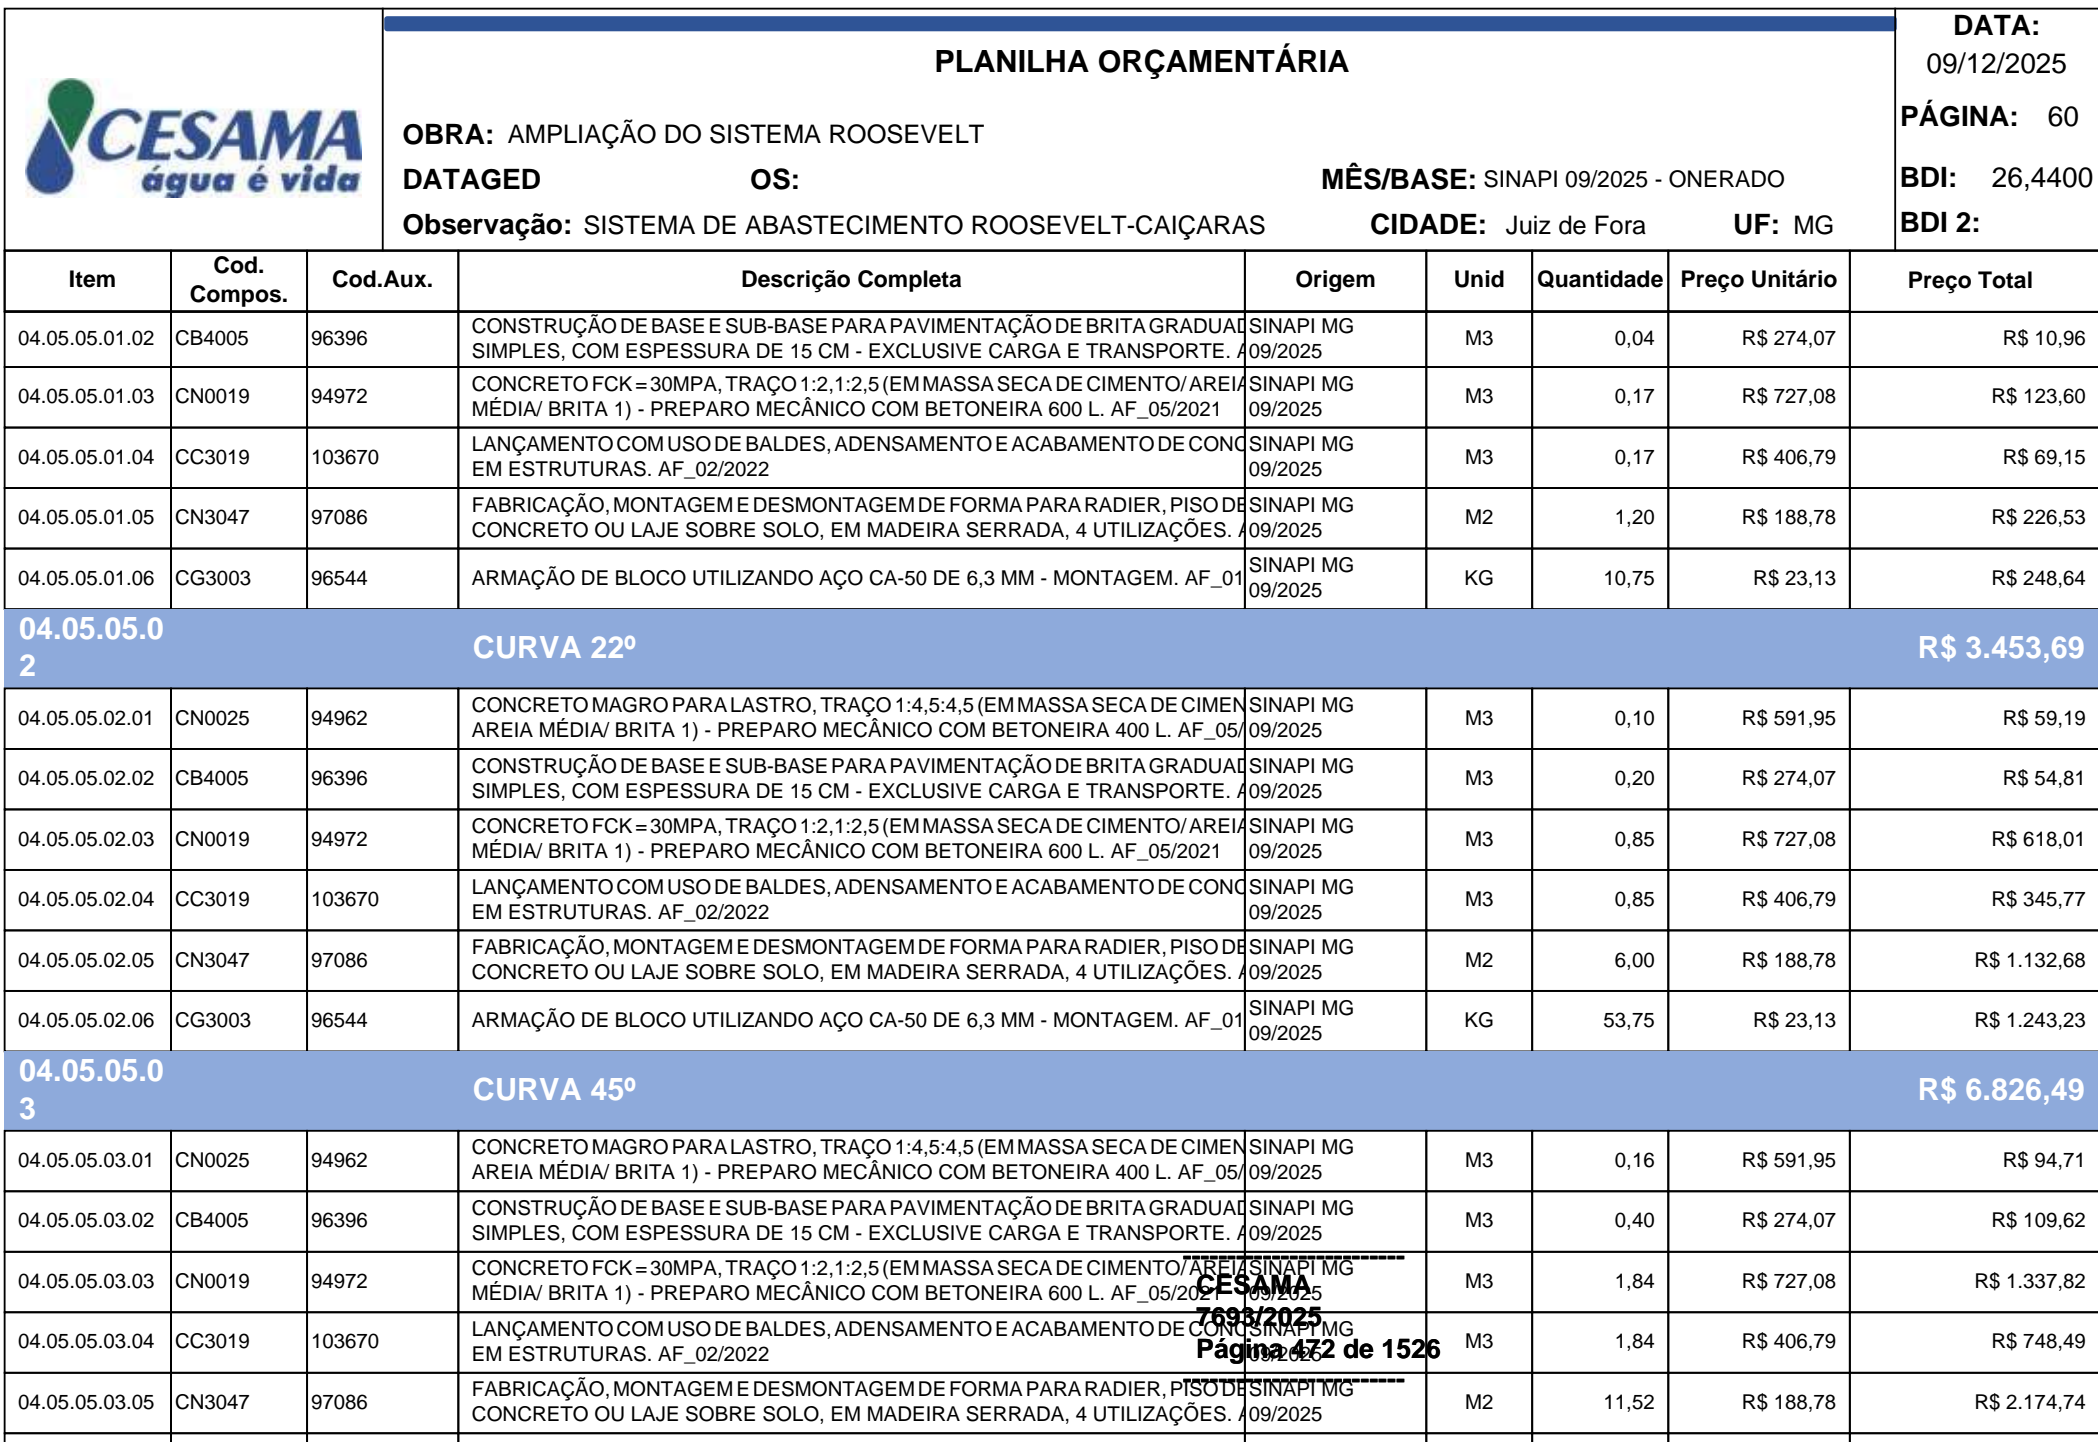 CESAMA
água é vida
PLANILHA ORÇAMENTÁRIA
OBRA: AMPLIAÇÃO DO SISTEMA ROOSEVELT
DATAGED OS: MÊS/BASE: SINAPI 09/2025 - ONERADO
Observação: SISTEMA DE ABASTECIMENTO ROOSEVELT-CAIÇARAS CIDADE: Juiz de Fora UF: MG
DATA:
09/12/2025
PÁGINA: 60
BDI: 26,4400
BDI 2:
Item Cod. Compos. Cod.Aux. Descrição Completa Origem Unid Quantidade Preço Unitário Preço Total
04.05.05.01.02 CB4005 96396 CONSTRUÇÃO DE BASE E SUB-BASE PARA PAVIMENTAÇÃO DE BRITA GRADUAD SINAPI MG M3 0,04 R$ 274,07 R$ 10,96
SIMPLES, COM ESPESSURA DE 15 CM - EXCLUSIVE CARGA E TRANSPORTE. 09/2025
04.05.05.01.03 CN0019 94972 CONCRETO FCK = 30MPA, TRAÇO 1:2,1:2,5 (EM MASSA SECA DE CIMENTO/ AREIA SINAPI MG M3 0,17 R$ 727,08 R$ 123,60
MÉDIA/ BRITA 1) - PREPARO MECÂNICO COM BETONEIRA 600 L. AF_05/2021 09/2025
04.05.05.01.04 CC3019 103670 LANÇAMENTO COM USO DE BALDES, ADENSAMENTO E ACABAMENTO DE CONC SINAPI MG M3 0,17 R$ 406,79 R$ 69,15
EM ESTRUTURAS. AF_02/2022 09/2025
04.05.05.01.05 CN3047 97086 FABRICAÇÃO, MONTAGEM E DESMONTAGEM DE FORMA PARA RADIER, PISO DE SINAPI MG M2 1,20 R$ 188,78 R$ 226,53
CONCRETO OU LAJE SOBRE SOLO, EM MADEIRA SERRADA, 4 UTILIZAÇÕES. 09/2025
04.05.05.01.06 CG3003 96544 ARMAÇÃO DE BLOCO UTILIZANDO AÇO CA-50 DE 6,3 MM - MONTAGEM. AF_01 SINAPI MG 09/2025 KG 10,75 R$ 23,13 R$ 248,64
04.05.05.02 CURVA 22º R$ 3.453,69
04.05.05.02.01 CN0025 94962 CONCRETO MAGRO PARA LASTRO, TRAÇO 1:4,5:4,5 (EM MASSA SECA DE CIMEN SINAPI MG M3 0,10 R$ 591,95 R$ 59,19
AREIA MÉDIA/ BRITA 1) - PREPARO MECÂNICO COM BETONEIRA 400 L. AF_05/ 09/2025
04.05.05.02.02 CB4005 96396 CONSTRUÇÃO DE BASE E SUB-BASE PARA PAVIMENTAÇÃO DE BRITA GRADUAD SINAPI MG M3 0,20 R$ 274,07 R$ 54,81
SIMPLES, COM ESPESSURA DE 15 CM - EXCLUSIVE CARGA E TRANSPORTE. 09/2025
04.05.05.02.03 CN0019 94972 CONCRETO FCK = 30MPA, TRAÇO 1:2,1:2,5 (EM MASSA SECA DE CIMENTO/ AREIA SINAPI MG M3 0,85 R$ 727,08 R$ 618,01
MÉDIA/ BRITA 1) - PREPARO MECÂNICO COM BETONEIRA 600 L. AF_05/2021 09/2025
04.05.05.02.04 CC3019 103670 LANÇAMENTO COM USO DE BALDES, ADENSAMENTO E ACABAMENTO DE CONC SINAPI MG M3 0,85 R$ 406,79 R$ 345,77
EM ESTRUTURAS. AF_02/2022 09/2025
04.05.05.02.05 CN3047 97086 FABRICAÇÃO, MONTAGEM E DESMONTAGEM DE FORMA PARA RADIER, PISO DE SINAPI MG M2 6,00 R$ 188,78 R$ 1.132,68
CONCRETO OU LAJE SOBRE SOLO, EM MADEIRA SERRADA, 4 UTILIZAÇÕES. 09/2025
04.05.05.02.06 CG3003 96544 ARMAÇÃO DE BLOCO UTILIZANDO AÇO CA-50 DE 6,3 MM - MONTAGEM. AF_01 SINAPI MG 09/2025 KG 53,75 R$ 23,13 R$ 1.243,23
04.05.05.03 CURVA 45º R$ 6.826,49
04.05.05.03.01 CN0025 94962 CONCRETO MAGRO PARA LASTRO, TRAÇO 1:4,5:4,5 (EM MASSA SECA DE CIMEN SINAPI MG M3 0,16 R$ 591,95 R$ 94,71
AREIA MÉDIA/ BRITA 1) - PREPARO MECÂNICO COM BETONEIRA 400 L. AF_05/ 09/2025
04.05.05.03.02 CB4005 96396 CONSTRUÇÃO DE BASE E SUB-BASE PARA PAVIMENTAÇÃO DE BRITA GRADUAD SINAPI MG M3 0,40 R$ 274,07 R$ 109,62
SIMPLES, COM ESPESSURA DE 15 CM - EXCLUSIVE CARGA E TRANSPORTE. 09/2025
04.05.05.03.03 CN0019 94972 CONCRETO FCK = 30MPA, TRAÇO 1:2,1:2,5 (EM MASSA SECA DE CIMENTO/ AREIA SINAPI MG M3 1,84 R$ 727,08 R$ 1.337,82
MÉDIA/ BRITA 1) - PREPARO MECÂNICO COM BETONEIRA 600 L. AF_05/2021 09/2025
04.05.05.03.04 CC3019 103670 LANÇAMENTO COM USO DE BALDES, ADENSAMENTO E ACABAMENTO DE CONC SINAPI MG M3 1,84 R$ 406,79 R$ 748,49
EM ESTRUTURAS. AF_02/2022 09/2025
04.05.05.03.05 CN3047 97086 FABRICAÇÃO, MONTAGEM E DESMONTAGEM DE FORMA PARA RADIER, PISO DE SINAPI MG M2 11,52 R$ 188,78 R$ 2.174,74
CONCRETO OU LAJE SOBRE SOLO, EM MADEIRA SERRADA, 4 UTILIZAÇÕES. 09/2025
CESAMA
7693/2025
Página 472 de 1526